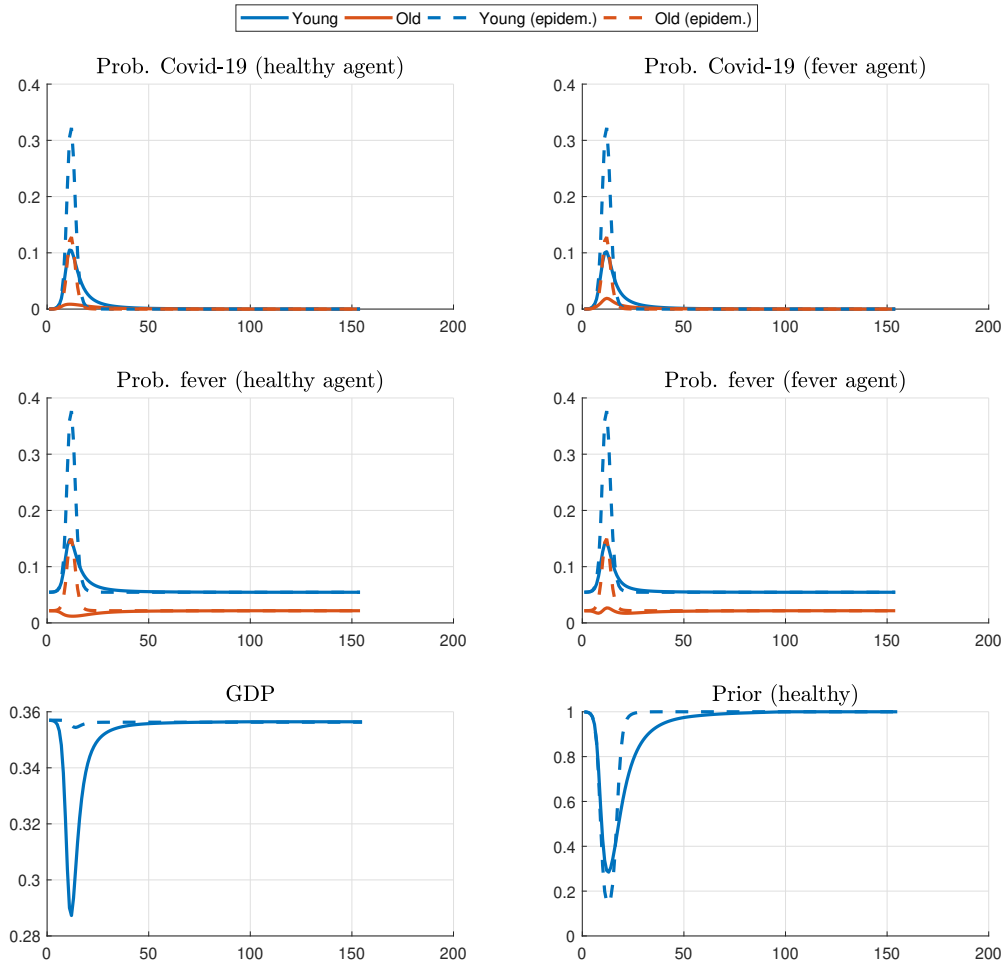 Young Old Young (epidem.) Old (epidem.)
Prob. Covid-19 (healthy agent)
0.4
0.3
0.2
0.1
0
0 50 100 150 200
Prob. Covid-19 (fever agent)
0.4
0.3
0.2
0.1
0
0 50 100 150 200
Prob. fever (healthy agent)
0.4
0.3
0.2
0.1
0
0 50 100 150 200
Prob. fever (fever agent)
0.4
0.3
0.2
0.1
0
0 50 100 150 200
GDP
0.36
0.34
0.32
0.3
0.28
0 50 100 150 200
Prior (healthy)
1
0.8
0.6
0.4
0.2
0
0 50 100 150 200